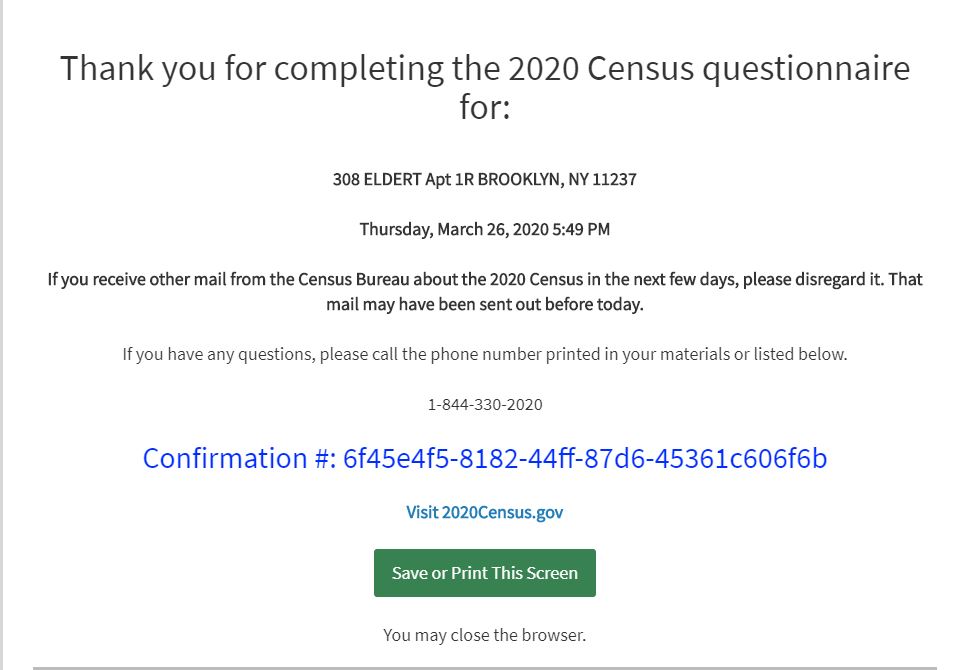 Thank you for completing the 2020 Census questionnaire
for:
308 ELDERT Apt 1R BROOKLYN, NY 11237
Thursday, March 26, 2020 5:49 PM
If you receive other mail from the Census Bureau about the 2020 Census in the next few days, please disregard it. That
mail may have been sent out before today.
If you have any questions, please call the phone number printed in your materials or listed below.
1-844-330-2020
Confirmation #: 6f45e4f5-8182-44ff-87d6-45361c606f6b
Visit 2020Census.gov
Save or Print This Screen
You may close the browser.